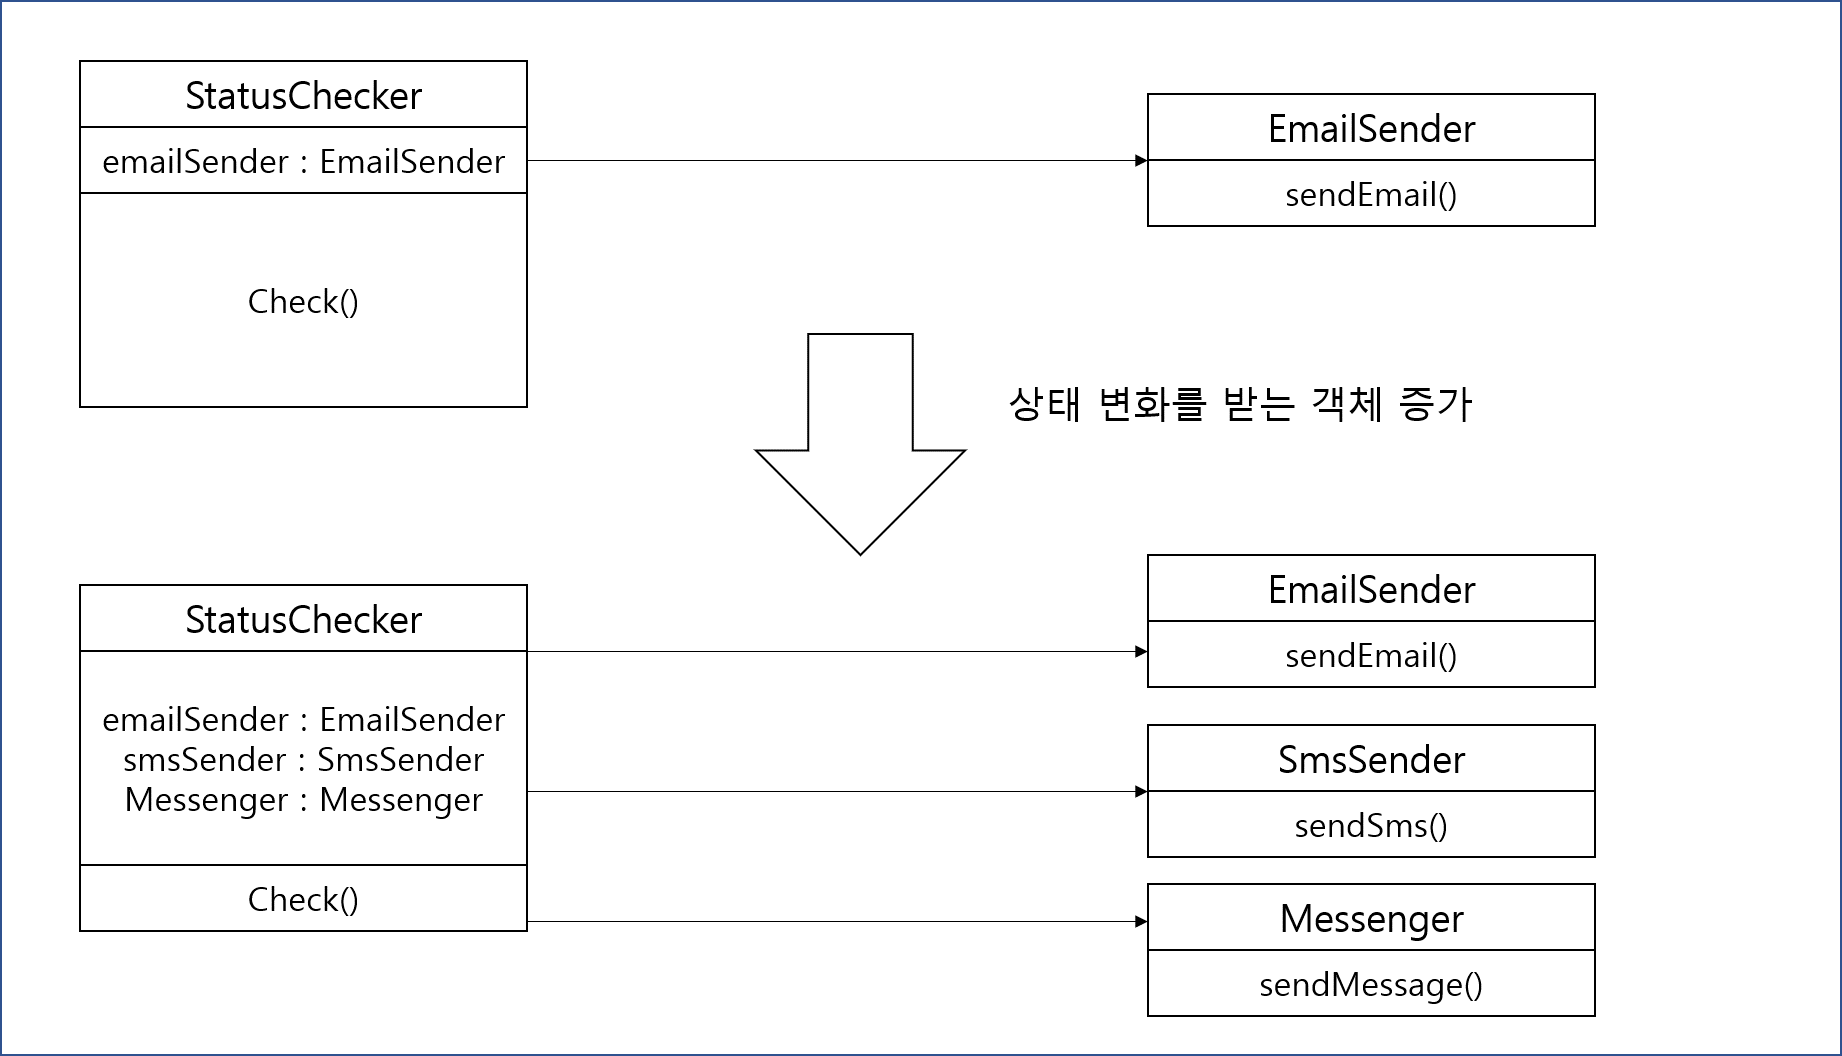 StatusChecker
emailSender : EmailSender
Check()
EmailSender
sendEmail()
상태 변화를 받는 객체 증가
StatusChecker
emailSender : EmailSender
smsSender : SmsSender
Messenger : Messenger
Check()
EmailSender
sendEmail()
SmsSender
sendSms()
Messenger
sendMessage()